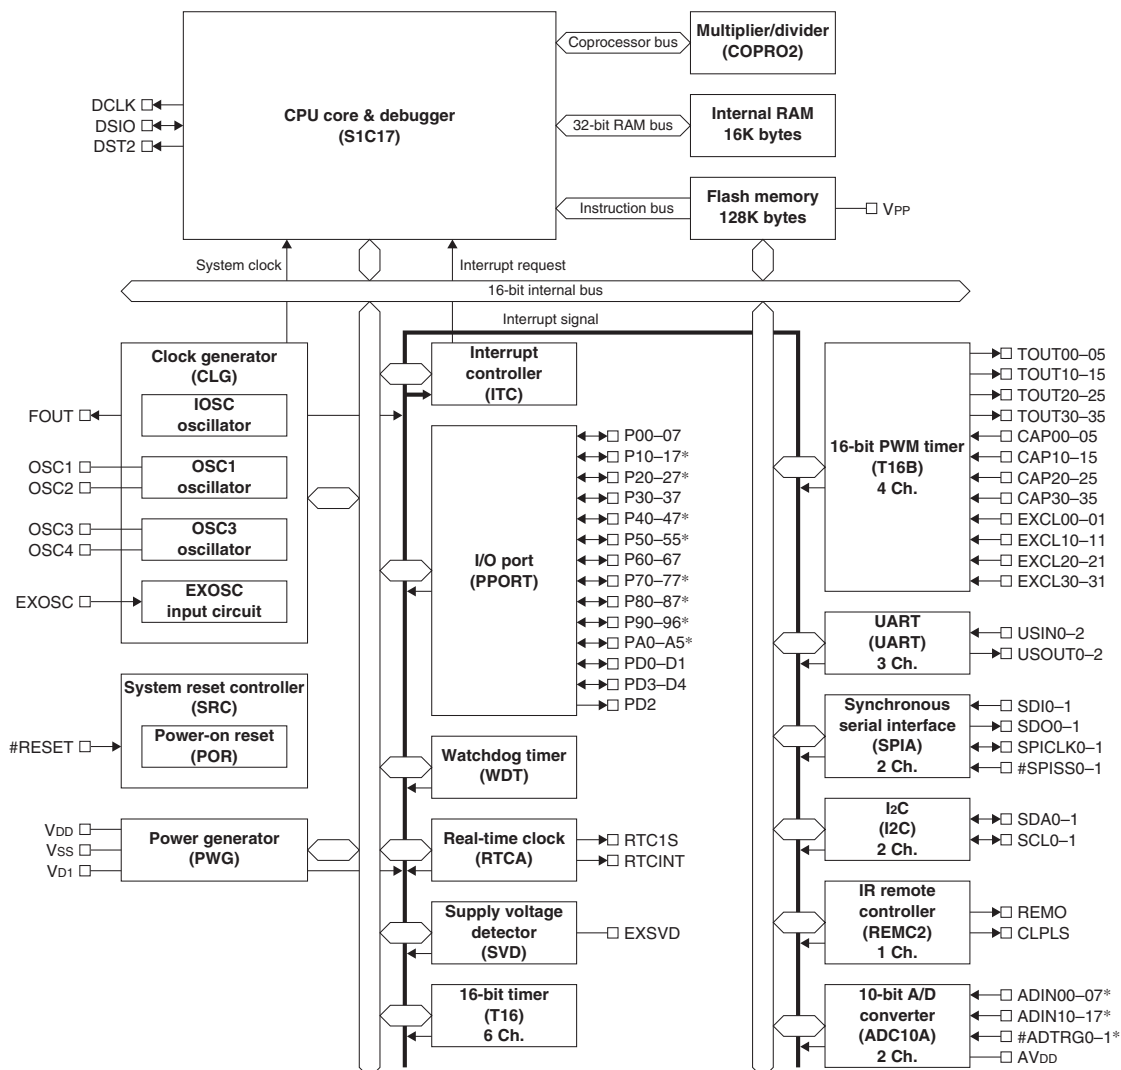 Multiplier/divider
(COPRO2)
Coprocessor bus
CPU core & debugger
(S1C17)
DCLK
DSIO
DST2
Internal RAM
16K bytes
32-bit RAM bus
Flash memory
128K bytes
Instruction bus
VPP
System clock
Interrupt request
16-bit internal bus
Interrupt signal
Clock generator
(CLG)
IOSC
oscillator
OSC1
oscillator
OSC3
oscillator
EXOSC
input circuit
FOUT
OSC1
OSC2
OSC3
OSC4
EXOSC
System reset controller
(SRC)
Power-on reset
(POR)
#RESET
Power generator
(PWG)
VDD
VSS
VD1
Interrupt
controller
(ITC)
I/O port
(PPORT)
P00–07
P10–17*
P20–27*
P30–37
P40–47*
P50–55*
P60–67
P70–77*
P80–87*
P90–96*
PA0–A5*
PD0–D1
PD3–D4
PD2
Watchdog timer
(WDT)
Real-time clock
(RTCA)
RTC1S
RTCINT
Supply voltage
detector
(SVD)
EXSVD
16-bit timer
(T16)
6 Ch.
16-bit PWM timer
(T16B)
4 Ch.
TOUT00–05
TOUT10–15
TOUT20–25
TOUT30–35
CAP00–05
CAP10–15
CAP20–25
CAP30–35
EXCL00–01
EXCL10–11
EXCL20–21
EXCL30–31
UART
(UART)
3 Ch.
USIN0–2
USOUT0–2
Synchronous
serial interface
(SPIA)
2 Ch.
SDI0–1
SDO0–1
SPICLK0–1
#SPISS0–1
I2C
(I2C)
2 Ch.
SDA0–1
SCL0–1
IR remote
controller
(REMC2)
1 Ch.
REMO
CLPLS
10-bit A/D
converter
(ADC10A)
2 Ch.
ADIN00–07*
ADIN10–17*
#ADTRG0–1*
AVDD